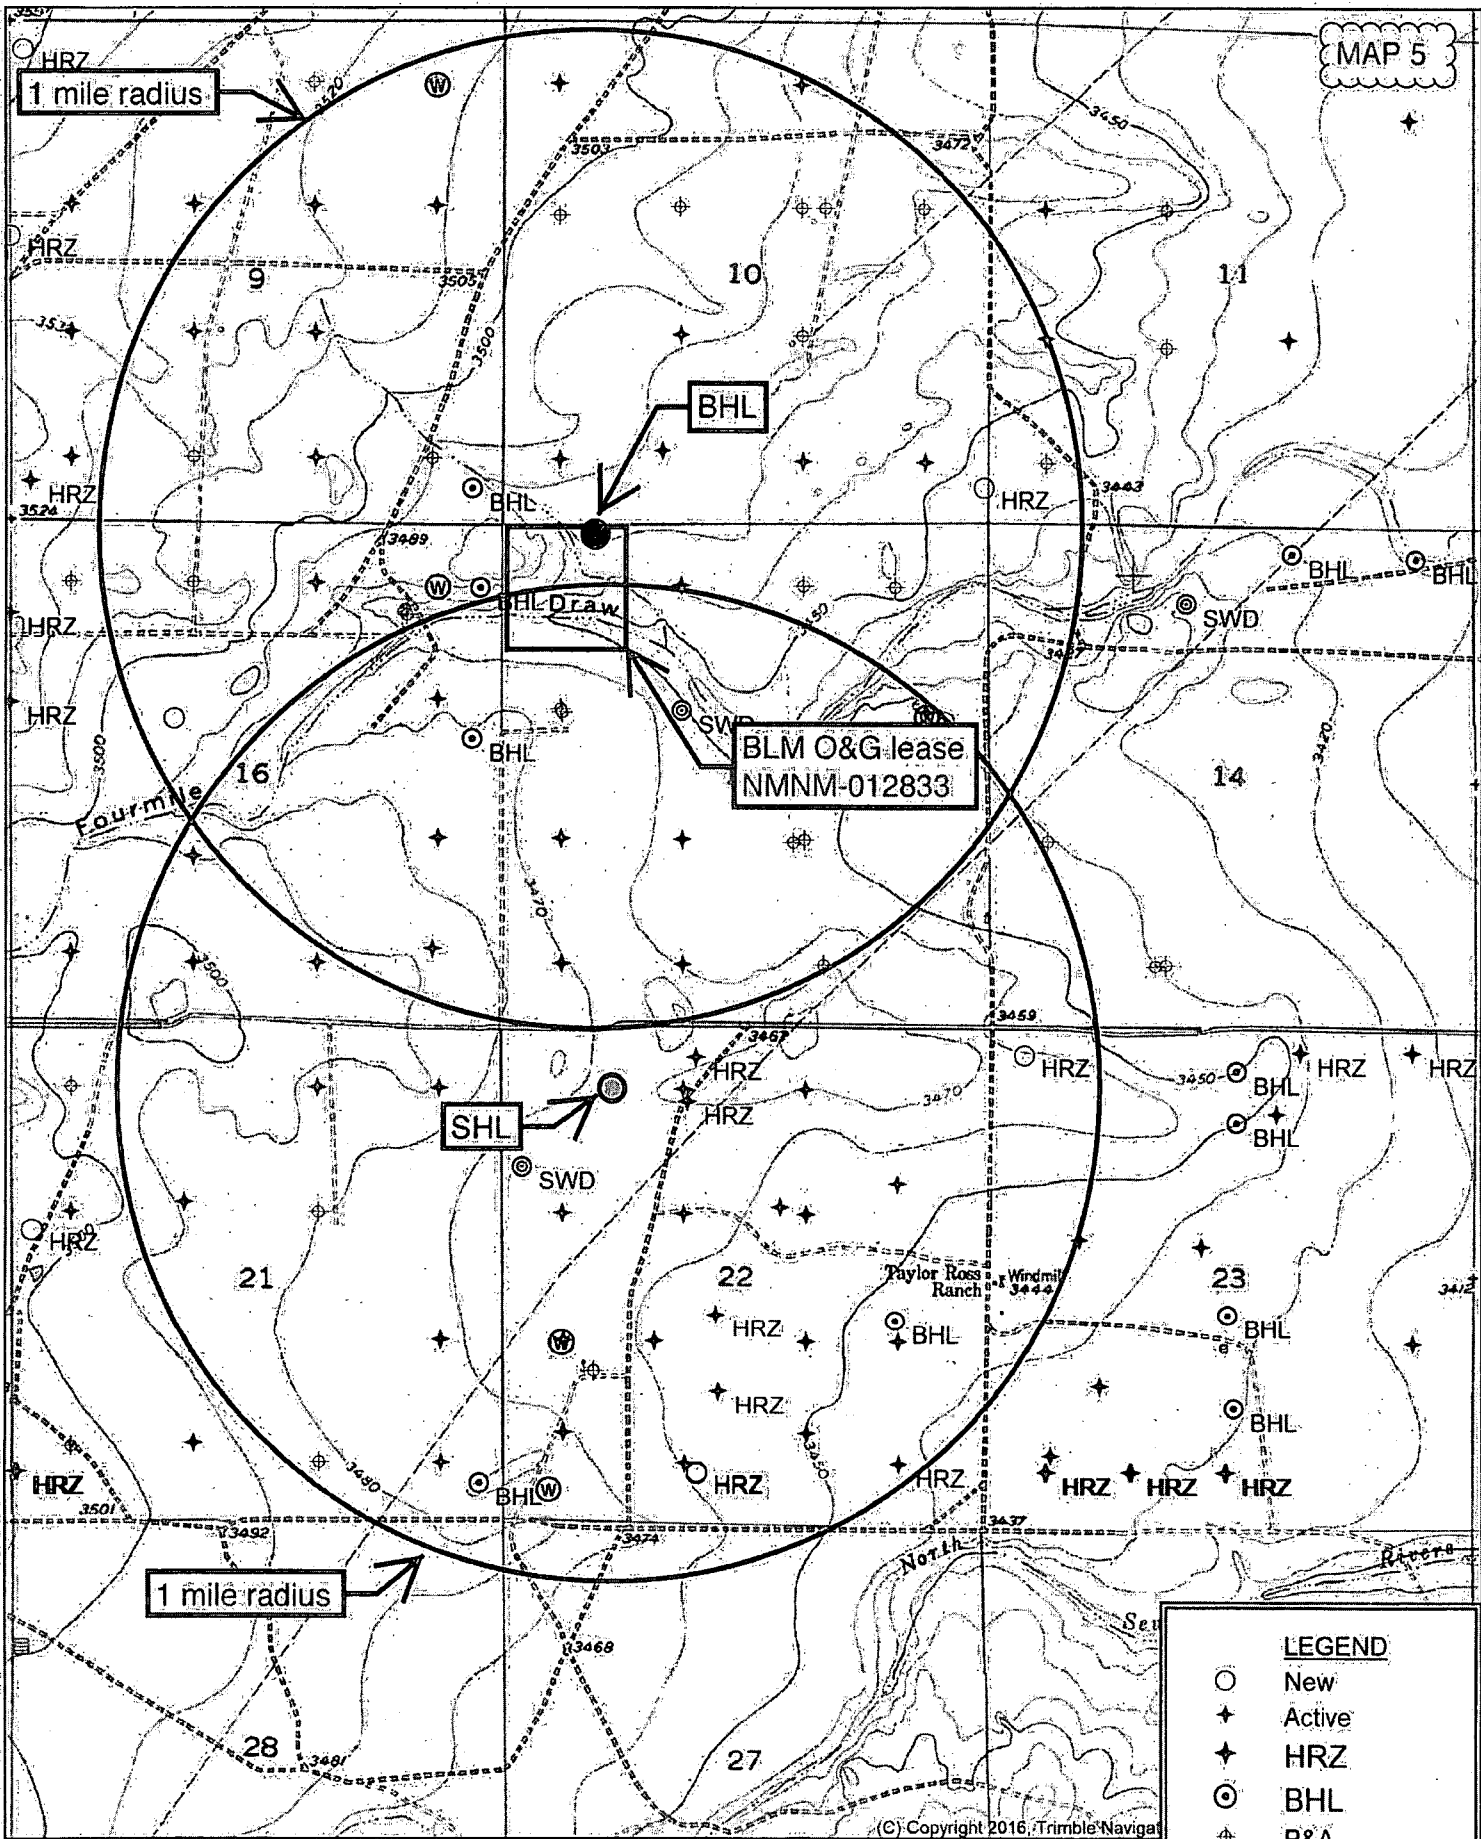 MAP 5
HRZ
1 mile radius
3520
3503
3472
3450
HRZ
9
3505
10
11
3500
BHL
HRZ
3524
BHL
HRZ
3443
3489
BHL
BHL
HRZ
BHL
Draw
3450
SWD
HRZ
SWD
BHL
3500
BLM O&G lease
NMNM-012833
3420
16
14
Fourmile
3470
3500
3459
3467
HRZ
HRZ
3450
BHL
HRZ
HRZ
3470
HRZ
SHL
BHL
SWD
HRZ
21
22
Taylor Ross
Ranch
Windmill
3444
23
3412
HRZ
BHL
BHL
HRZ
BHL
3450
HRZ
3480
BHL
W
HRZ
HRZ
HRZ
HRZ
HRZ
3501
3492
3474
3437
North
Rivers
1 mile radius
3468
LEGEND
New
Active
HRZ
BHL
P&A
28
3481
27
(C) Copyright 2016, Trimble Navigat